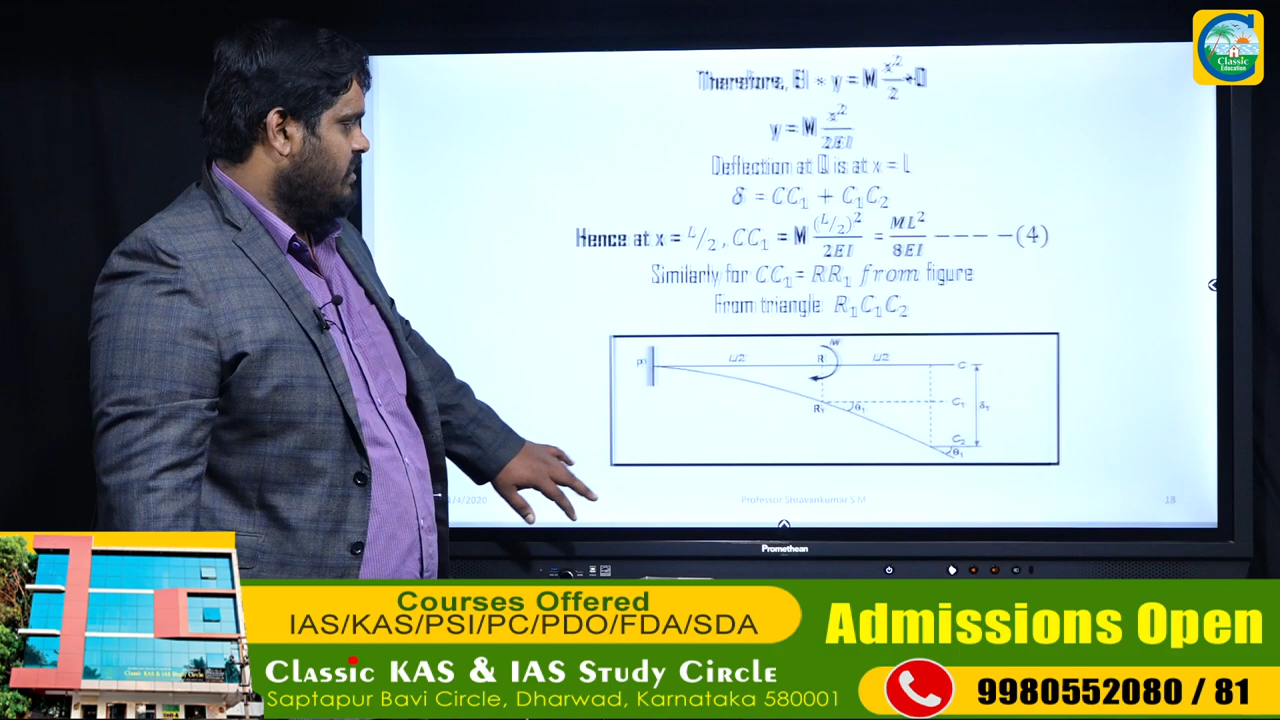 Classic
Education
Therefore, EI * y = M x²/2 + 0
y = M x²/2EI
Deflection at Q is at x = L
δ = CC₁ + C₁C₂
Hence at x = L/2 , CC₁ = M (L/2)²/2EI = ML²/8EI − − − − −(4)
Similarly for CC₁= RR₁ from figure
From triangle R₁C₁C₂
L/2 R M L/2 C
R₁ θ₁ C₁
C₂
θ₁
/4/2020 Professor Shravankumar S M 18
Promethean
Courses Offered
IAS/KAS/PSI/PC/PDO/FDA/SDA
Admissions Open
Classic KAS & IAS Study Circle
Saptapur Bavi Circle, Dharwad, Karnataka 580001
9980552080 / 81